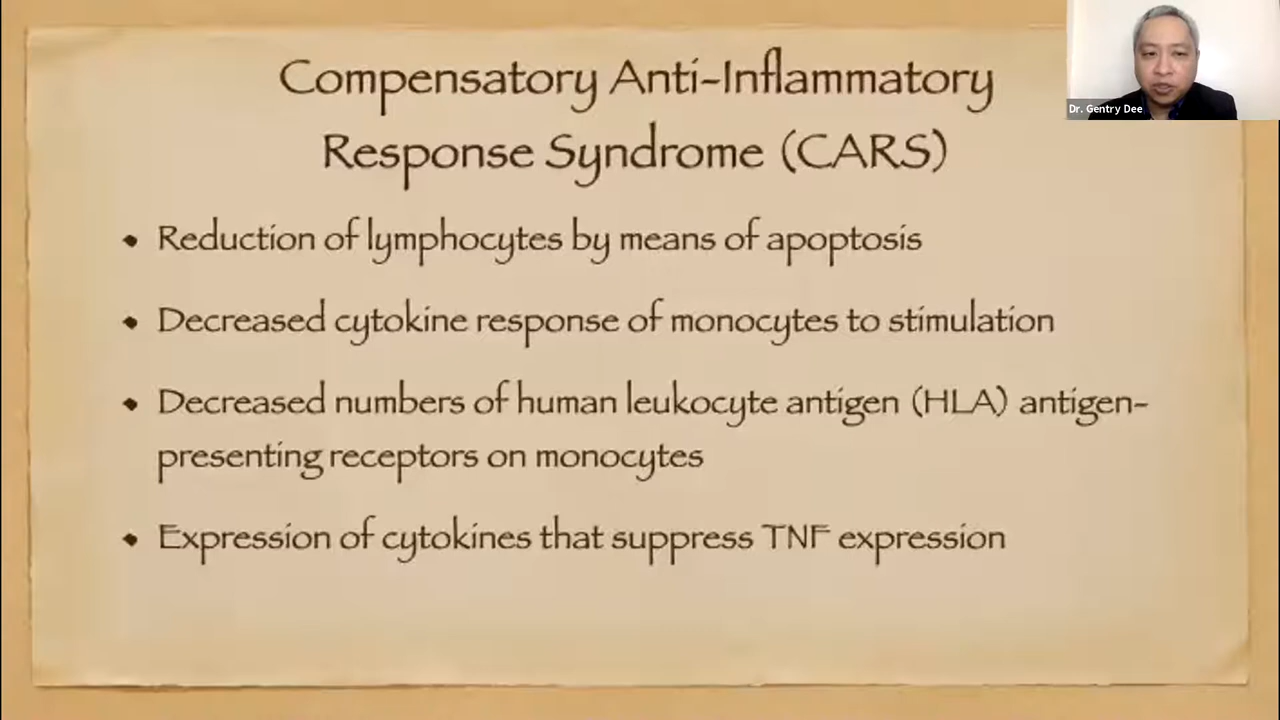 Compensatory Anti-Inflammatory
Response Syndrome (CARS)
Dr. Gentry Dee
• Reduction of lymphocytes by means of apoptosis
• Decreased cytokine response of monocytes to stimulation
• Decreased numbers of human leukocyte antigen (HLA) antigen-
presenting receptors on monocytes
• Expression of cytokines that suppress TNF expression